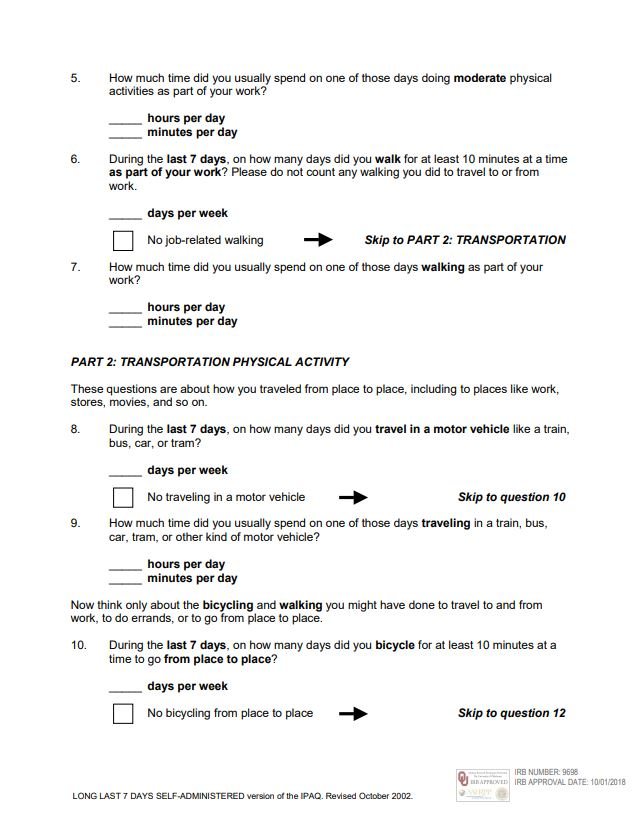 5. How much time did you usually spend on one of those days doing moderate physical
activities as part of your work?
_____ hours per day
_____ minutes per day
6. During the last 7 days, on how many days did you walk for at least 10 minutes at a time
as part of your work? Please do not count any walking you did to travel to or from
work.
_____ days per week
No job-related walking Skip to PART 2: TRANSPORTATION
7. How much time did you usually spend on one of those days walking as part of your
work?
_____ hours per day
_____ minutes per day
PART 2: TRANSPORTATION PHYSICAL ACTIVITY
These questions are about how you traveled from place to place, including to places like work,
stores, movies, and so on.
8. During the last 7 days, on how many days did you travel in a motor vehicle like a train,
bus, car, or tram?
_____ days per week
No traveling in a motor vehicle Skip to question 10
9. How much time did you usually spend on one of those days traveling in a train, bus,
car, tram, or other kind of motor vehicle?
_____ hours per day
_____ minutes per day
Now think only about the bicycling and walking you might have done to travel to and from
work, to do errands, or to go from place to place.
10. During the last 7 days, on how many days did you bicycle for at least 10 minutes at a
time to go from place to place?
_____ days per week
No bicycling from place to place Skip to question 12
IRB APPROVED
IRB NUMBER: 9698
IRB APPROVAL DATE: 10/01/2018
LONG LAST 7 DAYS SELF-ADMINISTERED version of the IPAQ. Revised October 2002.